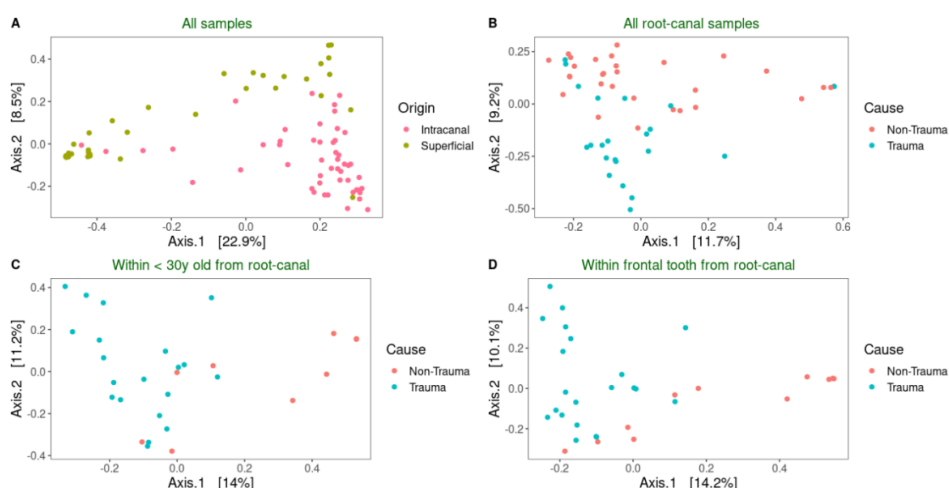 A
All samples
0.4
0.2
0.0
-0.2
Axis.2 [8.5%]
-0.4
-0.2
0.0
0.2
Axis.1 [22.9%]
Origin
Intracanal
Superficial
B
All root-canal samples
0.25
0.00
-0.25
-0.50
Axis.2 [9.2%]
-0.2
0.0
0.2
0.4
0.6
Axis.1 [11.7%]
Cause
Non-Trauma
Trauma
C
Within < 30y old from root-canal
0.4
0.2
0.0
-0.2
-0.4
Axis.2 [11.2%]
-0.2
0.0
0.2
0.4
Axis.1 [14%]
Cause
Non-Trauma
Trauma
D
Within frontal tooth from root-canal
0.4
0.2
0.0
-0.2
Axis.2 [10.1%]
-0.2
0.0
0.2
0.4
Axis.1 [14.2%]
Cause
Non-Trauma
Trauma